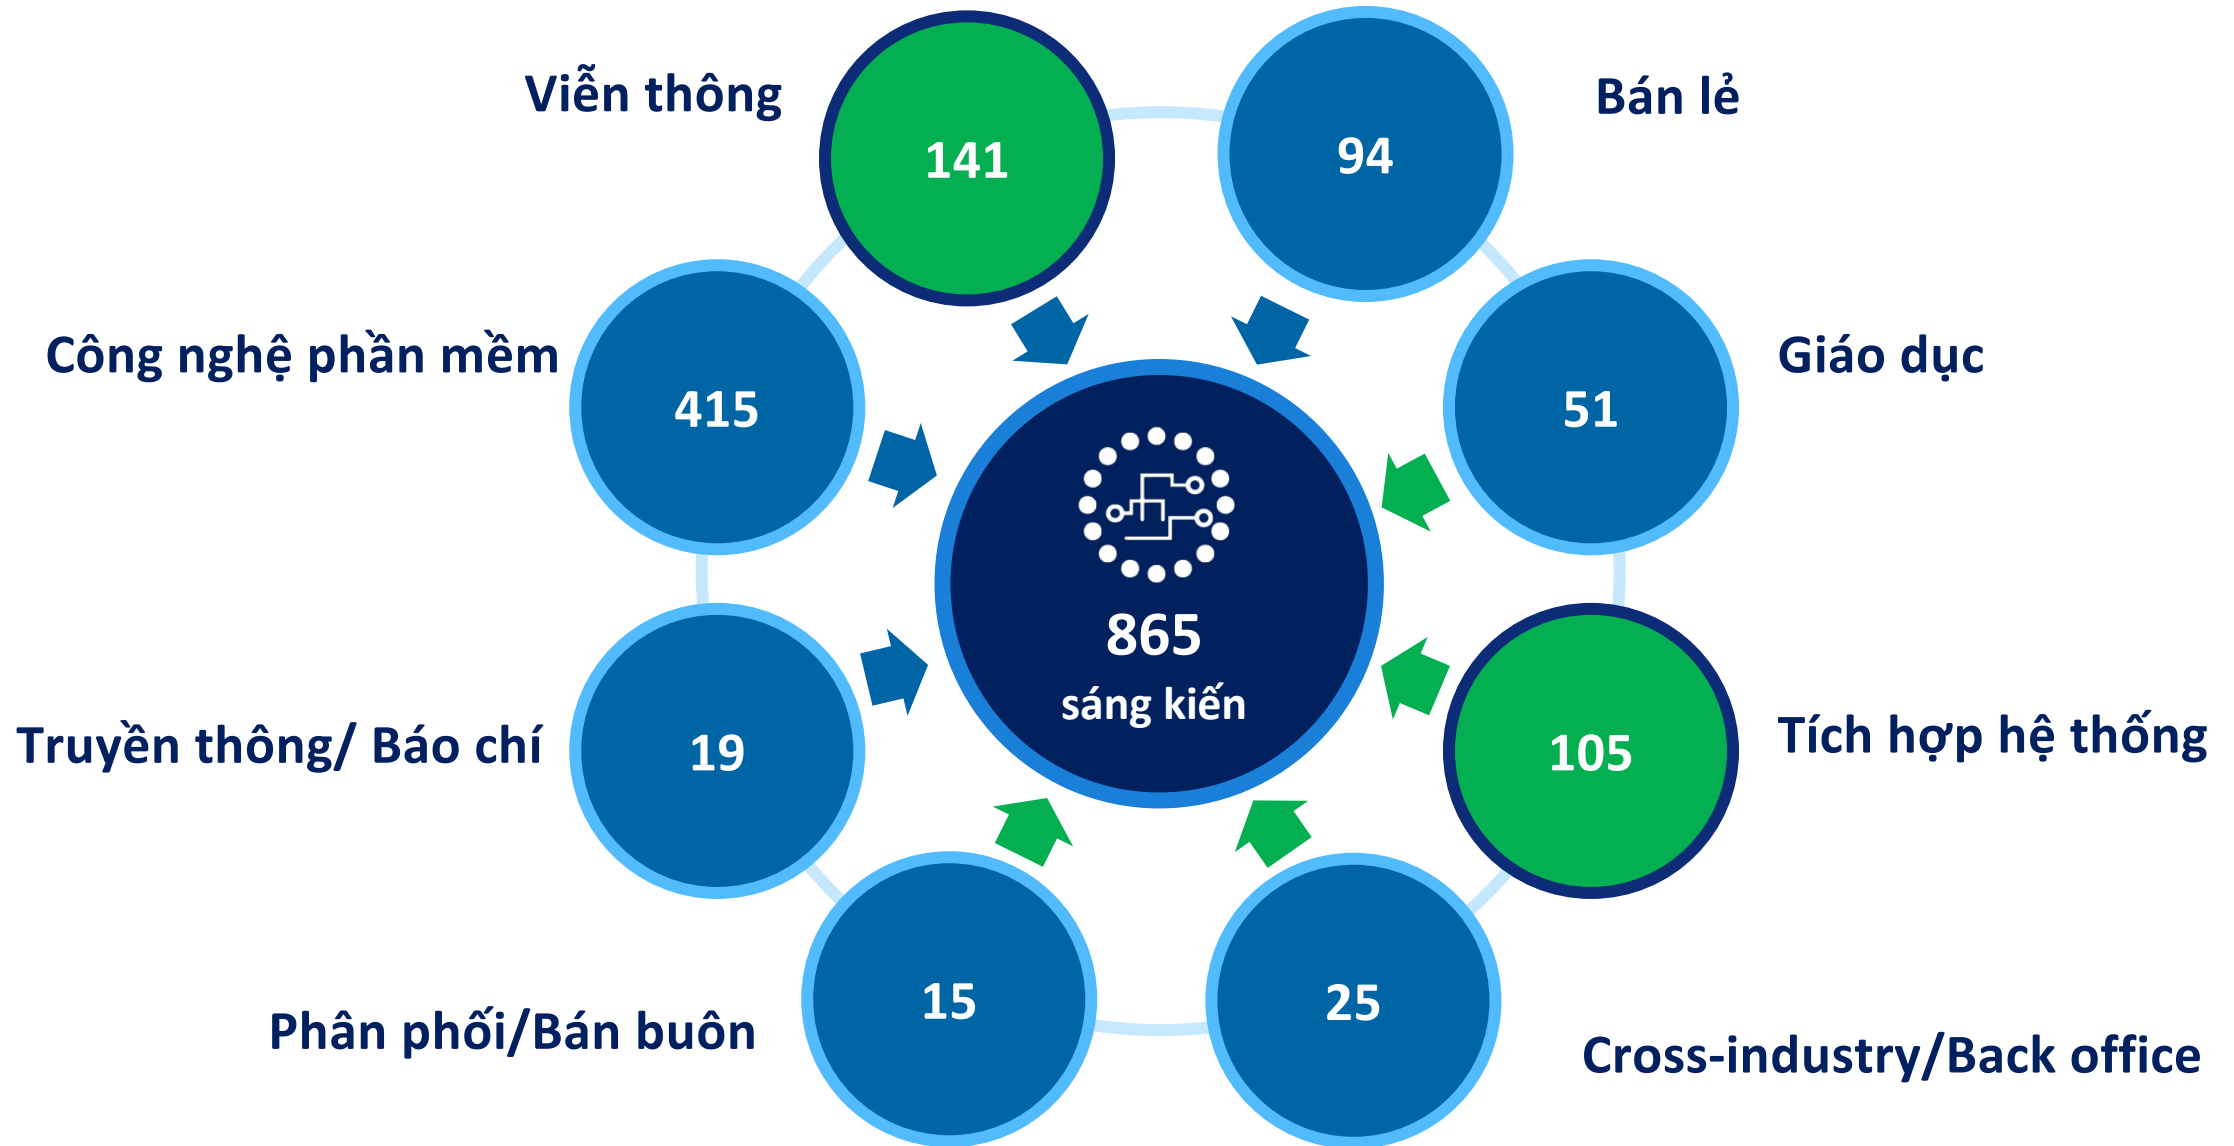 Viễn thông
141
94
Bán lẻ
Công nghệ phần mềm
415
51
Giáo dục
865
sáng kiến
Truyền thông/ Báo chí
19
105
Tích hợp hệ thống
Phân phối/Bán buôn
15
25
Cross-industry/Back office